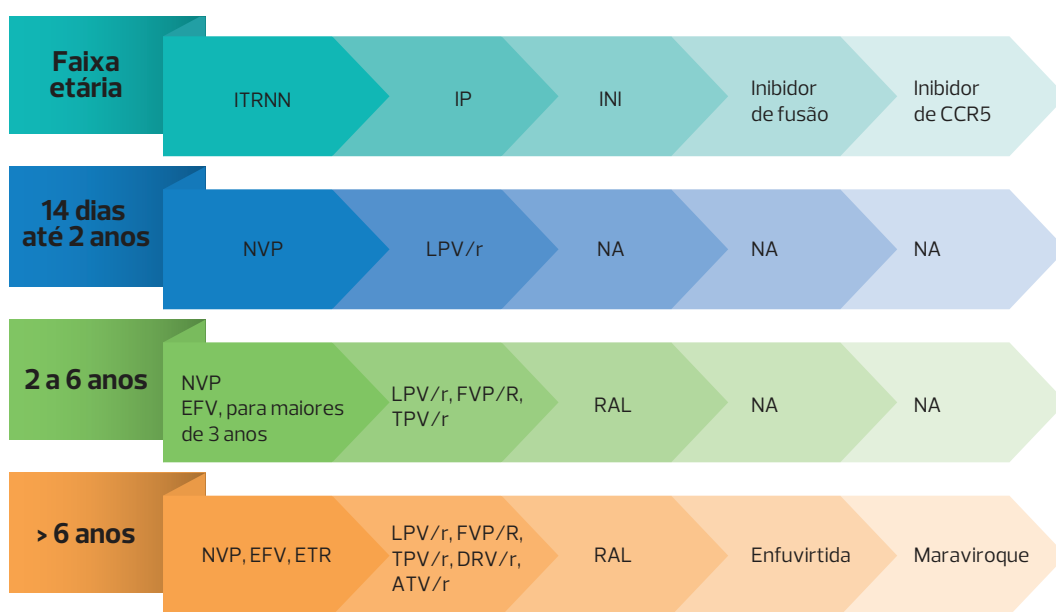 Faixa
etária
ITRNN
IP
INI
Inibidor
de fusão
Inibidor
de CCR5
14 dias
até 2 anos
NVP
LPV/r
NA
NA
NA
2 a 6 anos
NVP
EFV, para maiores
de 3 anos
LPV/r, FVP/R,
TPV/r
RAL
NA
NA
> 6 anos
NVP, EFV, ETR
LPV/r, FVP/R,
TPV/r, DRV/r,
ATV/r
RAL
Enfuvirtida
Maraviroque